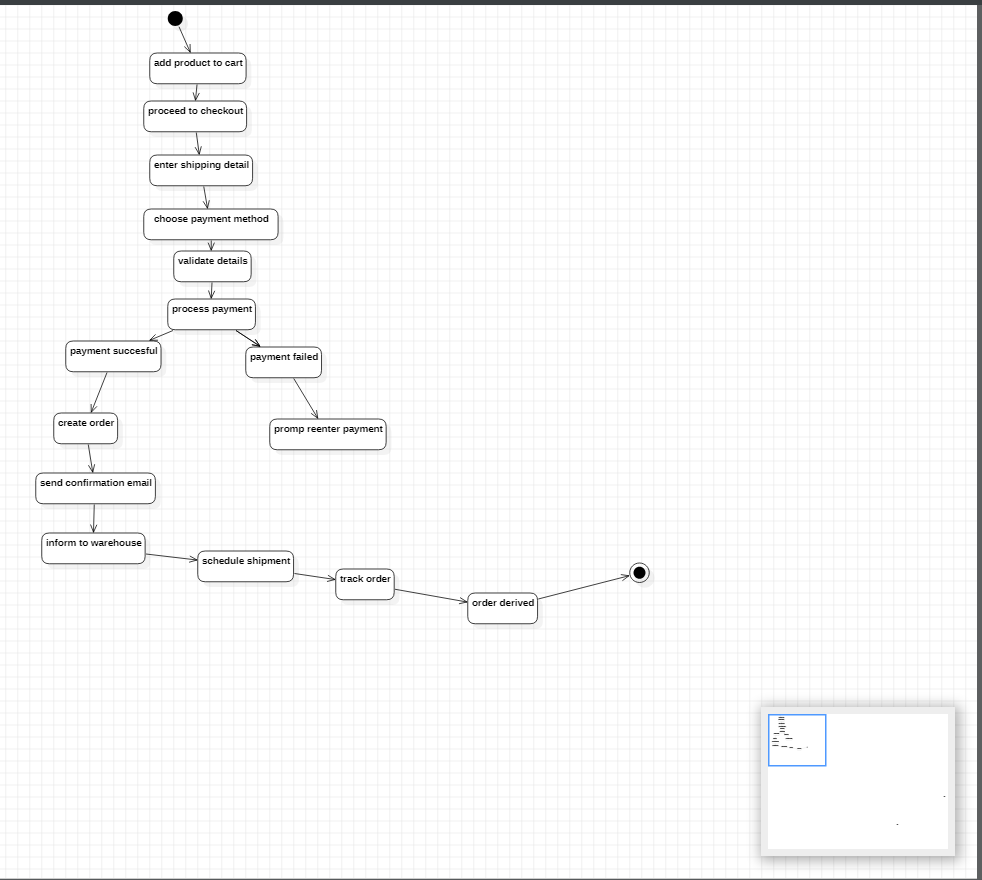 add product to cart
proceed to checkout
enter shipping detail
choose payment method
validate details
process payment
payment succesful
payment failed
create order
promp reenter payment
send confirmation email
inform to warehouse
schedule shipment
track order
order derived